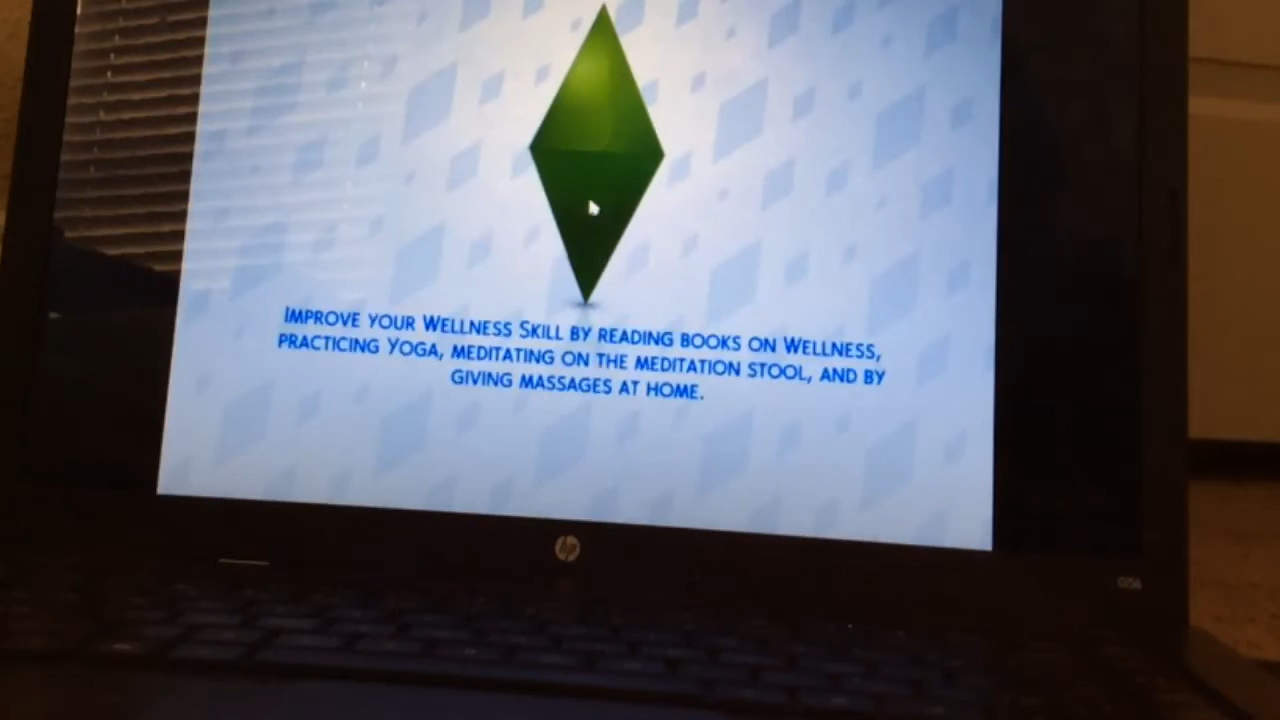 IMPROVE YOUR WELLNESS SKILL BY READING BOOKS ON WELLNESS,
PRACTICING YOGA, MEDITATING ON THE MEDITATION STOOL, AND BY
GIVING MASSAGES AT HOME.
hp